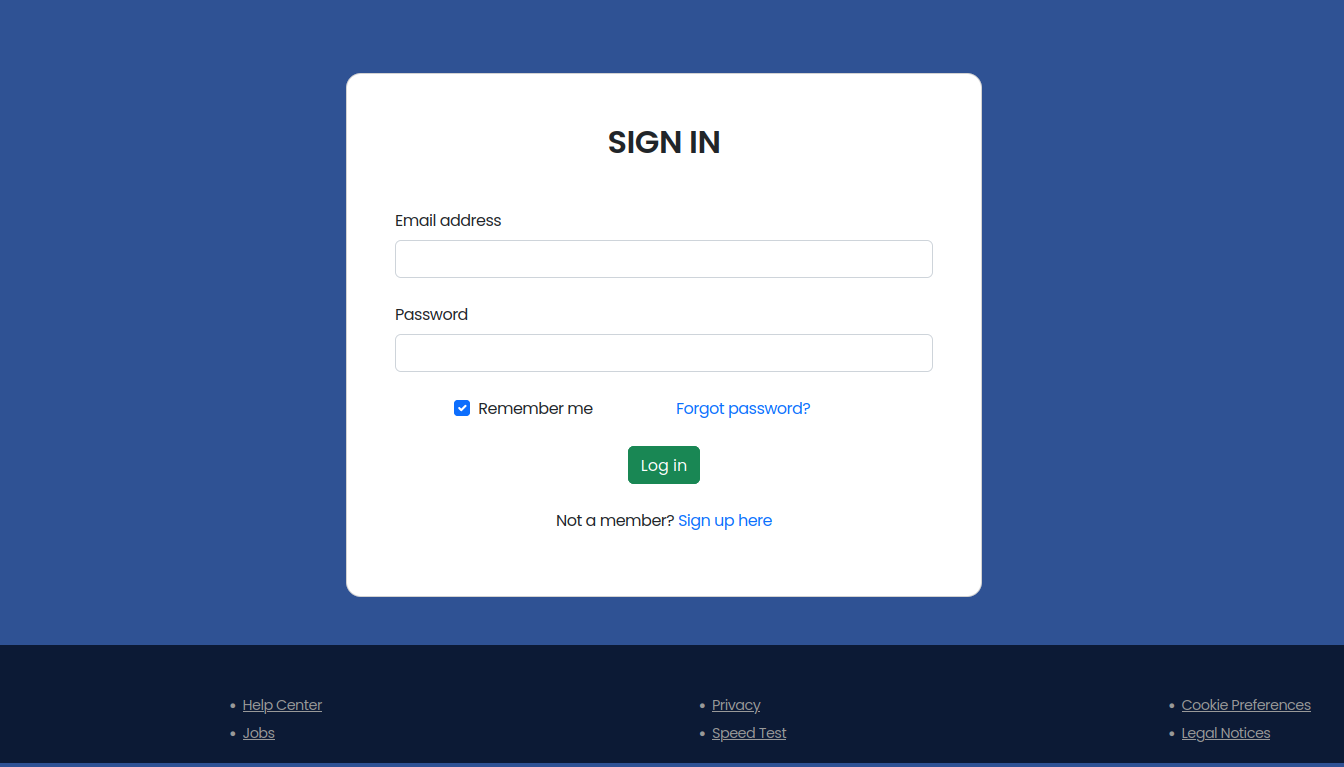 SIGN IN
Email address
Password
Remember me Forgot password?
Log in
Not a member? Sign up here
Help Center Privacy Cookie Preferences
Jobs Speed Test Legal Notices